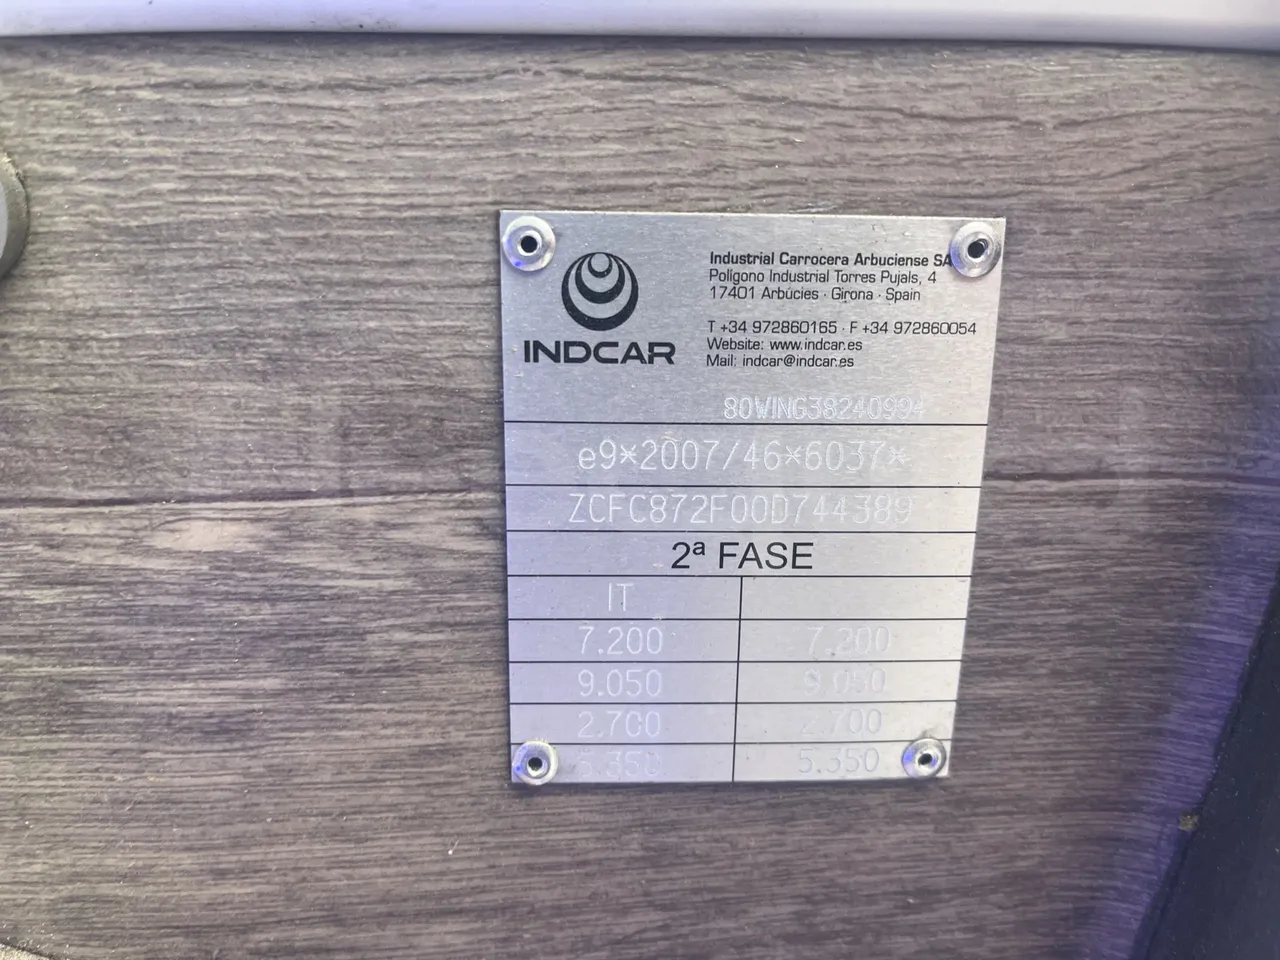 INDCAR
Industrial Carrocera Arbuciense SA
Polígono Industrial Torres Pujals, 4
17401 Arbúcies · Girona · Spain
T +34 972860165 · F +34 972860054
Website: www.indcar.es
Mail: indcar@indcar.es
80WING38240994
e9*2007/46*6037*
ZCFC872F00D744389
2ª FASE
IT
7.200 7.200
9.050 9.050
2.700 2.700
5.350 5.350